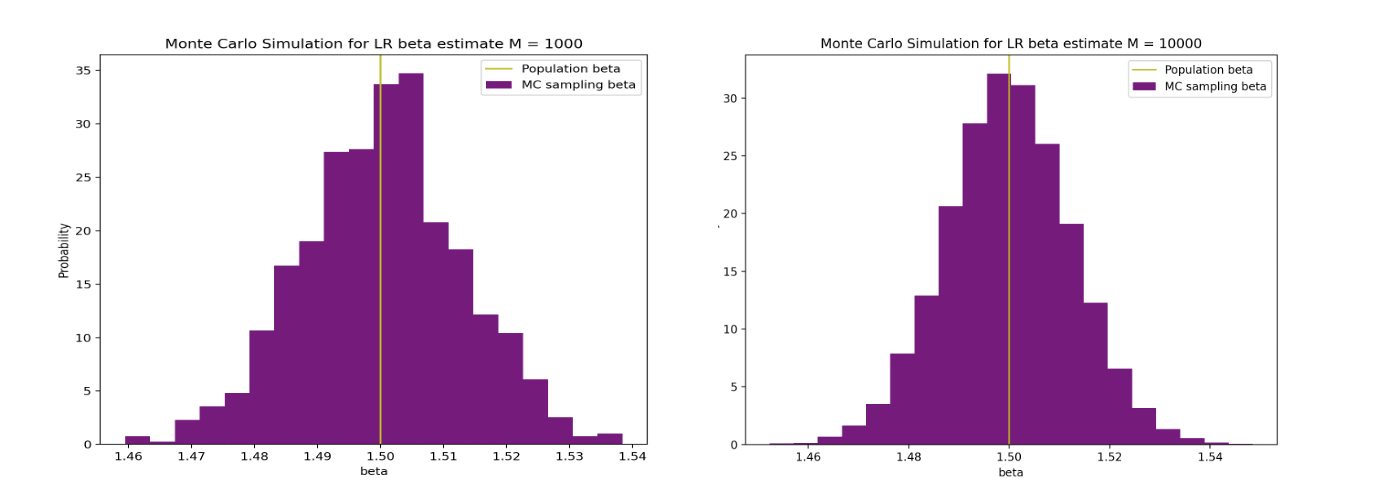 Monte Carlo Simulation for LR beta estimate M = 1000
Population beta
MC sampling beta
Probability
35
30
25
20
15
10
5
0
1.46 1.47 1.48 1.49 1.50 1.51 1.52 1.53 1.54
beta
Monte Carlo Simulation for LR beta estimate M = 10000
Population beta
MC sampling beta
30
25
20
15
10
5
0
1.46 1.48 1.50 1.52 1.54
beta